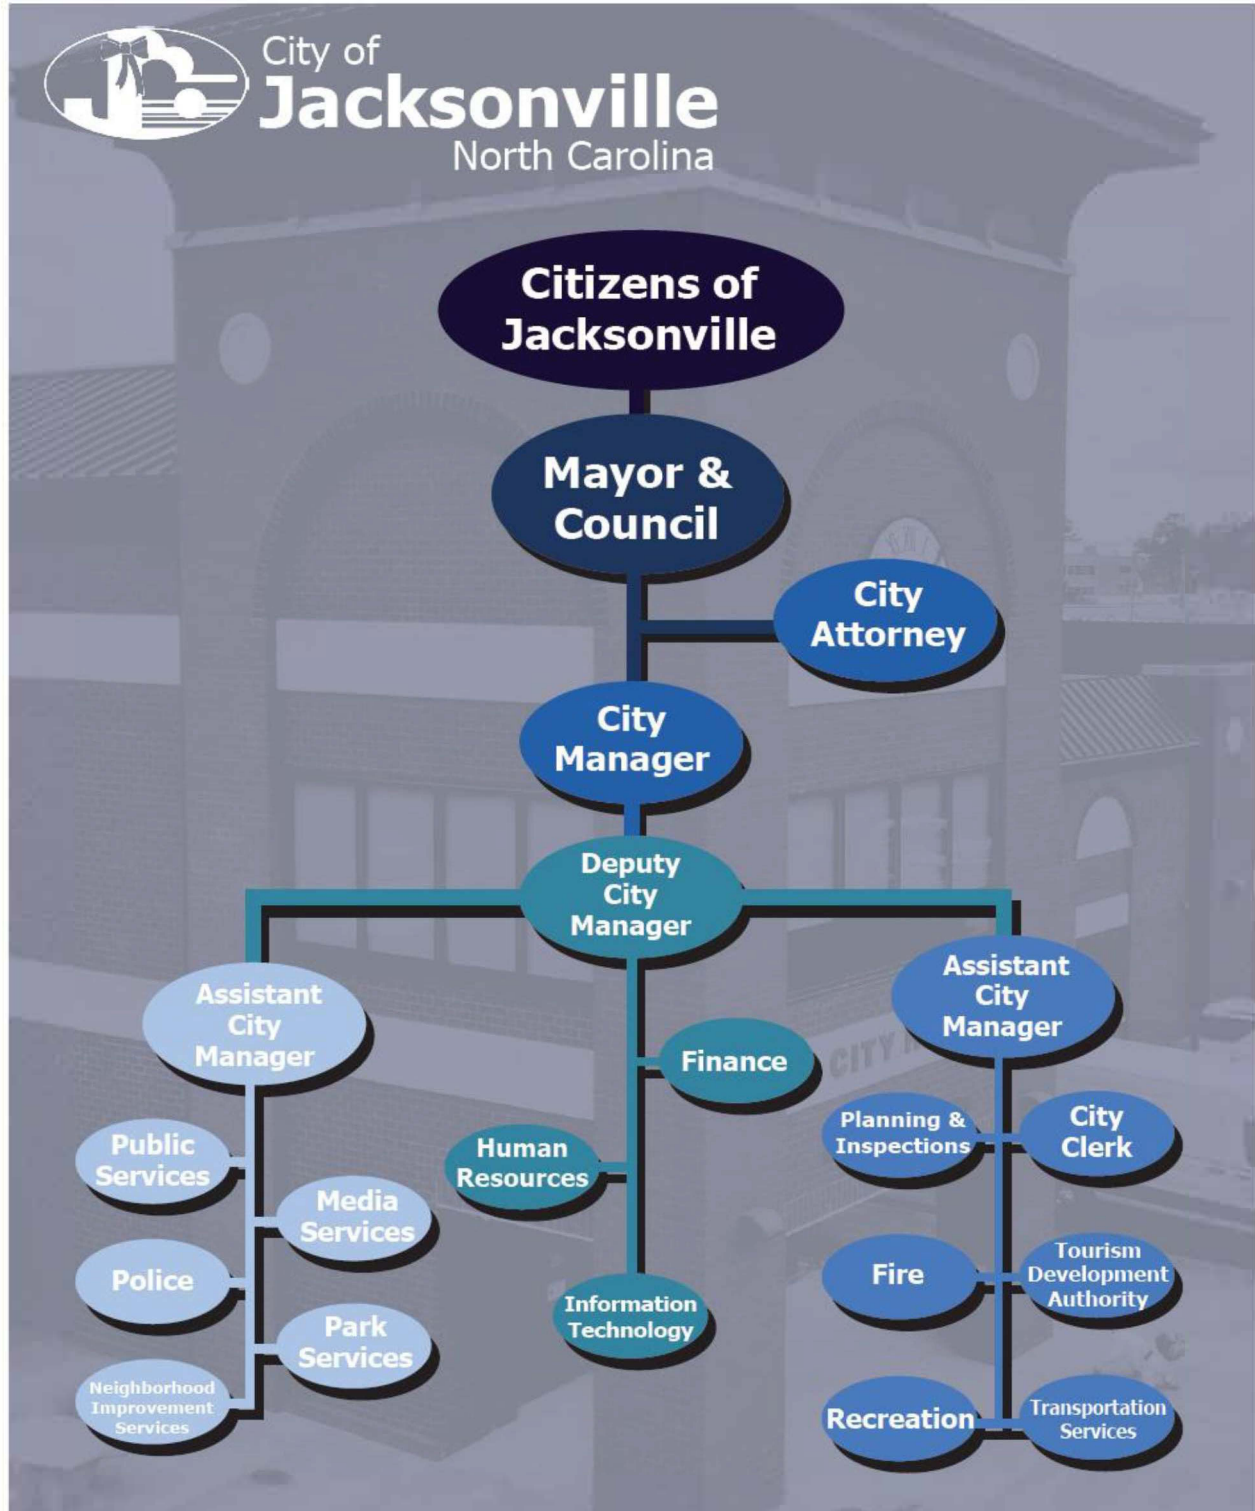 City of
Jacksonville
North Carolina
Citizens of
Jacksonville
Mayor &
Council
City
Attorney
City
Manager
Deputy
City
Manager
Assistant
City
Manager
Public
Services
Media
Services
Police
Park
Services
Neighborhood
Improvement
Services
Finance
Human
Resources
Information
Technology
Assistant
City
Manager
Planning &
Inspections
City
Clerk
Fire
Tourism
Development
Authority
Recreation
Transportation
Services
CITY